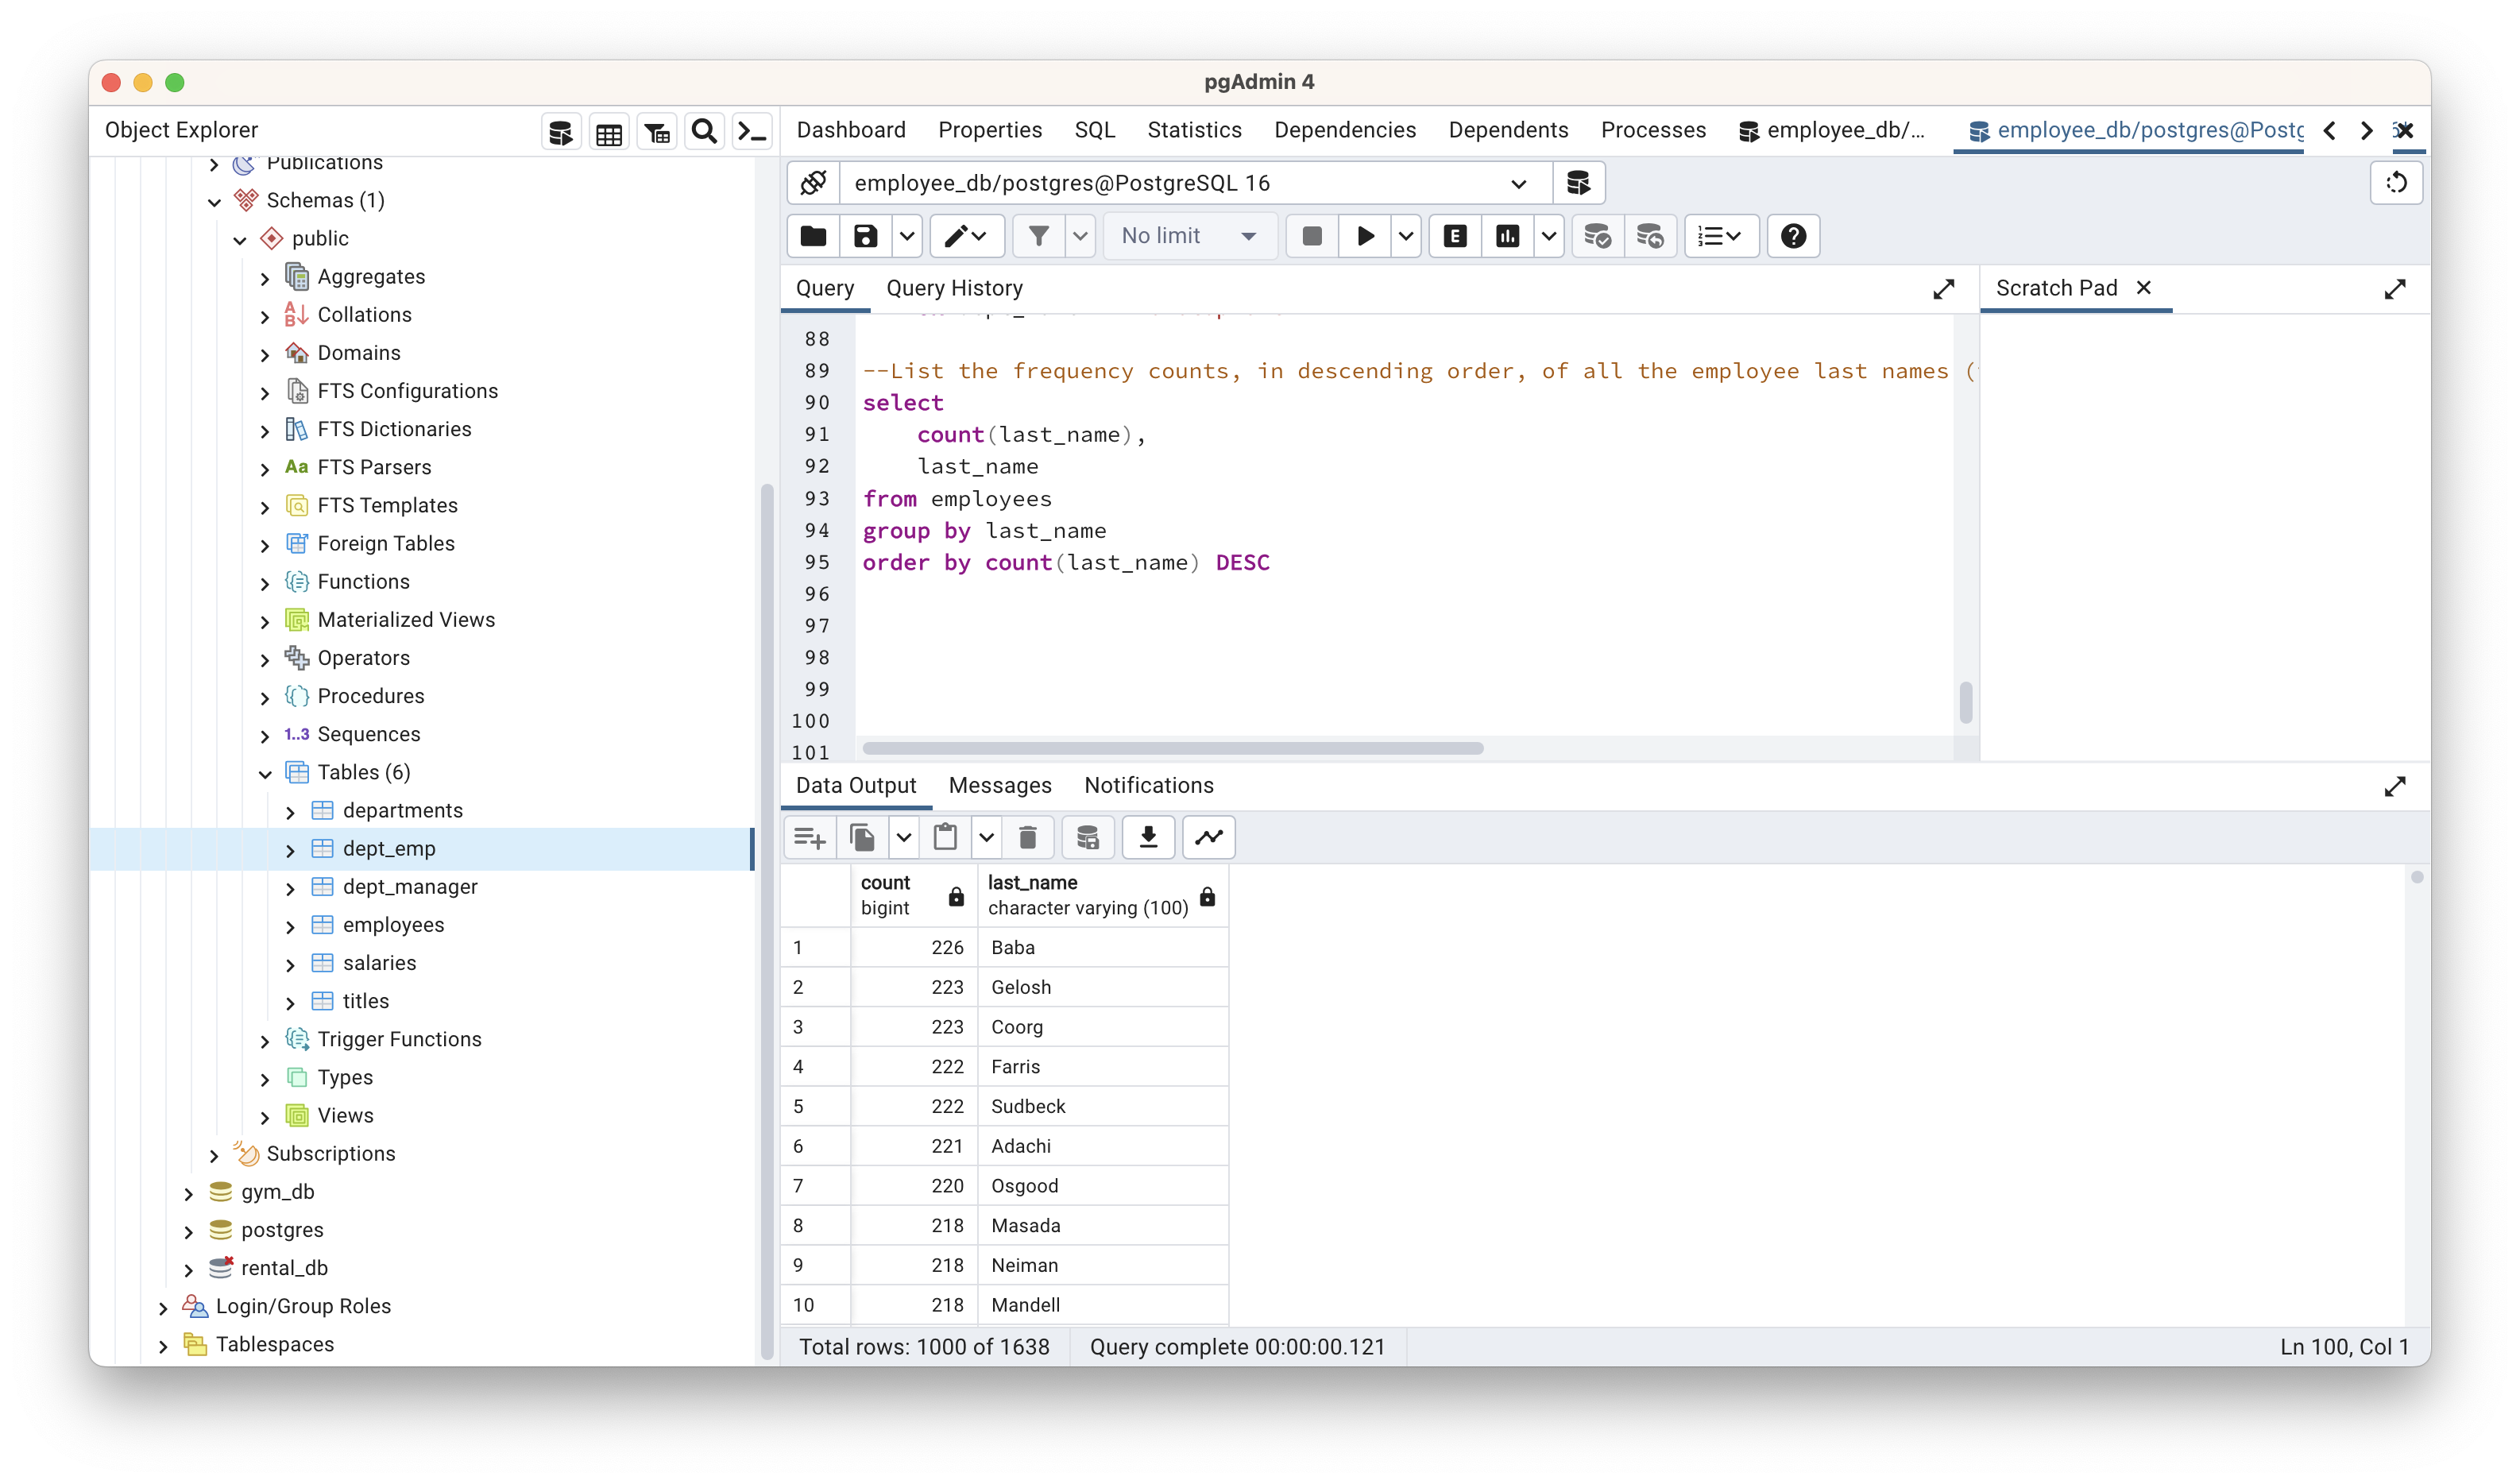 pgAdmin 4
Object Explorer
Publications
Schemas (1)
public
Aggregates
Collations
Domains
FTS Configurations
FTS Dictionaries
Aa FTS Parsers
FTS Templates
Foreign Tables
Functions
Materialized Views
Operators
Procedures
1..3 Sequences
Tables (6)
departments
dept_emp
dept_manager
employees
salaries
titles
Trigger Functions
Types
Views
Subscriptions
gym_db
postgres
rental_db
Login/Group Roles
Tablespaces
Dashboard Properties SQL Statistics Dependencies Dependents Processes employee_db/... employee_db/postgres@Postg
employee_db/postgres@PostgreSQL 16
No limit E
Query Query History
Scratch Pad
88
89 --List the frequency counts, in descending order, of all the employee last names (
90 select
91 count(last_name),
92 last_name
93 from employees
94 group by last_name
95 order by count(last_name) DESC
96
97
98
99
100
101
Data Output Messages Notifications
count last_name
bigint character varying (100)
1 226 Baba
2 223 Gelosh
3 223 Coorg
4 222 Farris
5 222 Sudbeck
6 221 Adachi
7 220 Osgood
8 218 Masada
9 218 Neiman
10 218 Mandell
Total rows: 1000 of 1638 Query complete 00:00:00.121 Ln 100, Col 1